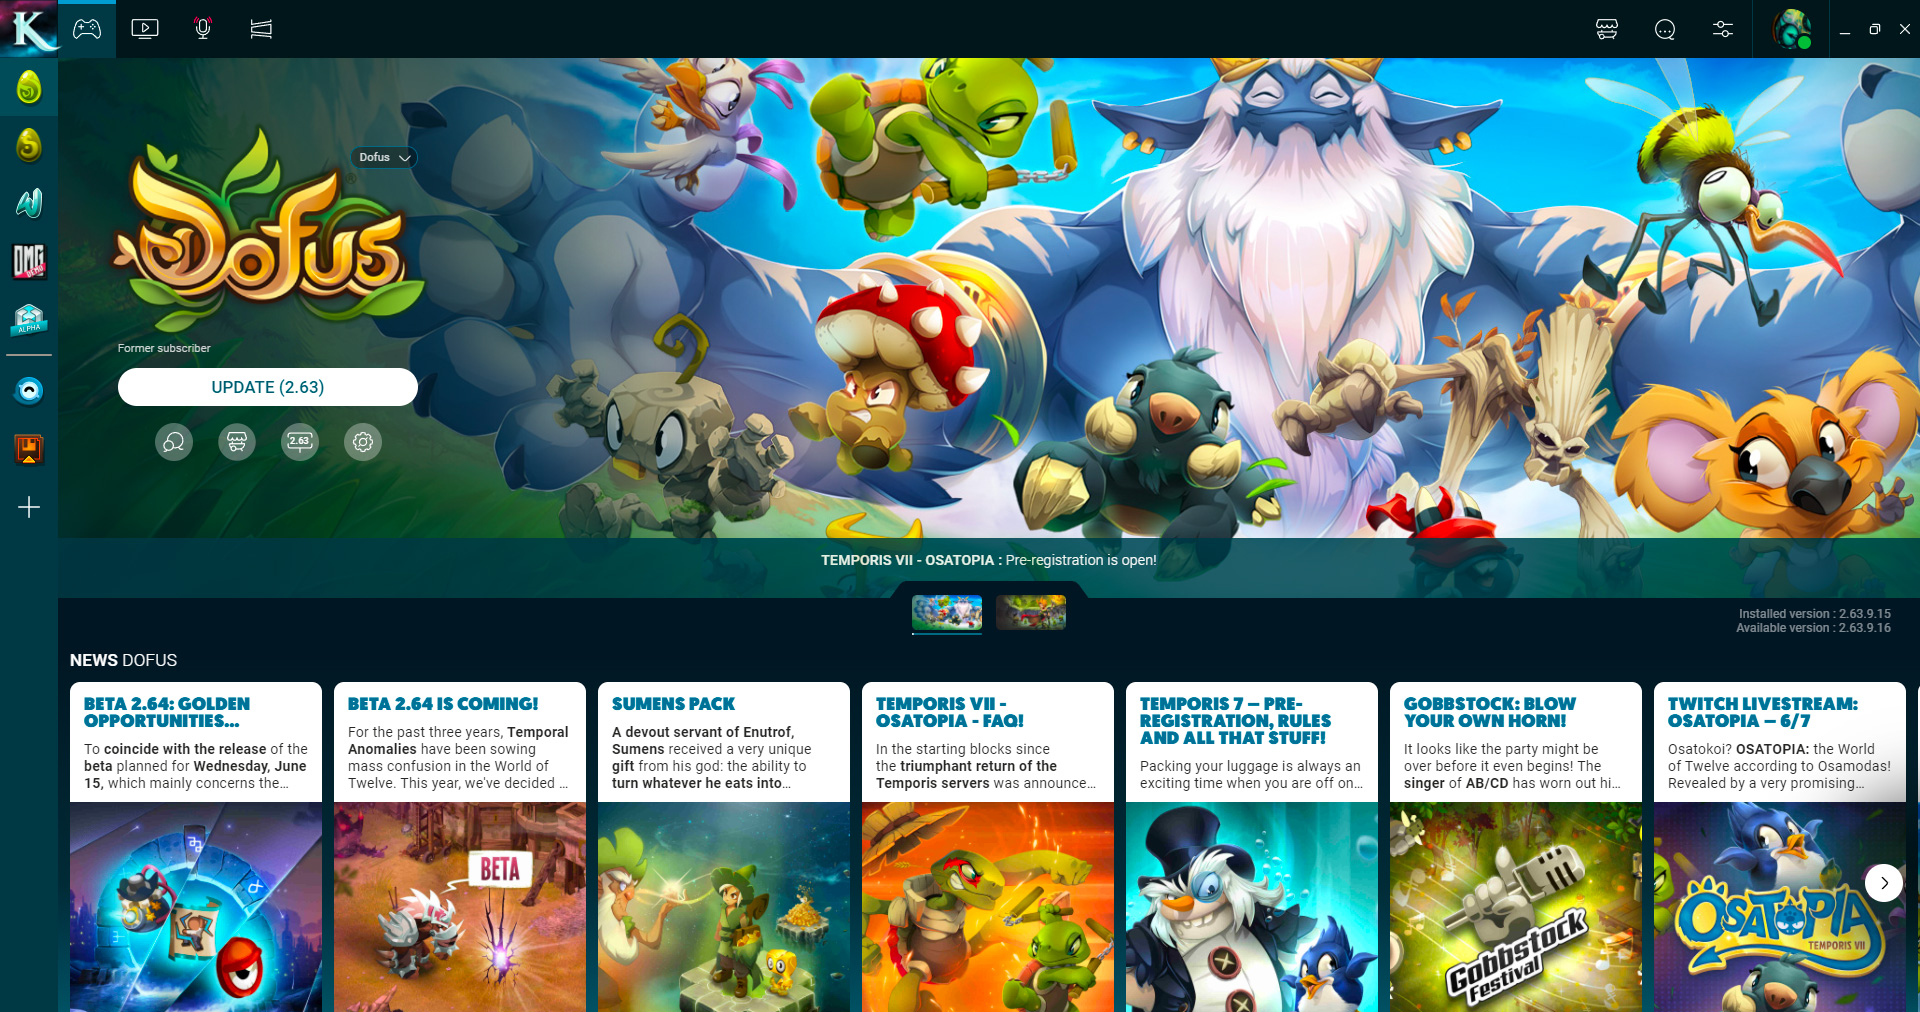 K
Dofus
DOFUS
DMG
DEMO
ALPHA
Former subscriber
UPDATE (2.63)
2.63
TEMPORIS VII - OSATOPIA : Pre-registration is open!
Installed version : 2.63.9.15
Available version : 2.63.9.16
NEWS DOFUS
BETA 2.64: GOLDEN
OPPORTUNITIES...
To coincide with the release of the
beta planned for Wednesday, June
15, which mainly concerns the...
BETA 2.64 IS COMING!
For the past three years, Temporal
Anomalies have been sowing
mass confusion in the World of
Twelve. This year, we've decided ...
BETA
SUMENS PACK
A devout servant of Enutrof,
Sumens received a very unique
gift from his god: the ability to
turn whatever he eats into...
TEMPORIS VII -
OSATOPIA - FAQ!
In the starting blocks since
the triumphant return of the
Temporis servers was announce...
TEMPORIS 7 – PRE-
REGISTRATION, RULES
AND ALL THAT STUFF!
Packing your luggage is always an
exciting time when you are off on...
GOBBSTOCK: BLOW
YOUR OWN HORN!
It looks like the party might be
over before it even begins! The
singer of AB/CD has worn out hi...
Gobbstock
Festival
TWITCH LIVESTREAM:
OSATOPIA – 6/7
Osatokoi? OSATOPIA: the World
of Twelve according to Osamodas!
Revealed by a very promising...
OSATOPIA
TEMPORIS VII